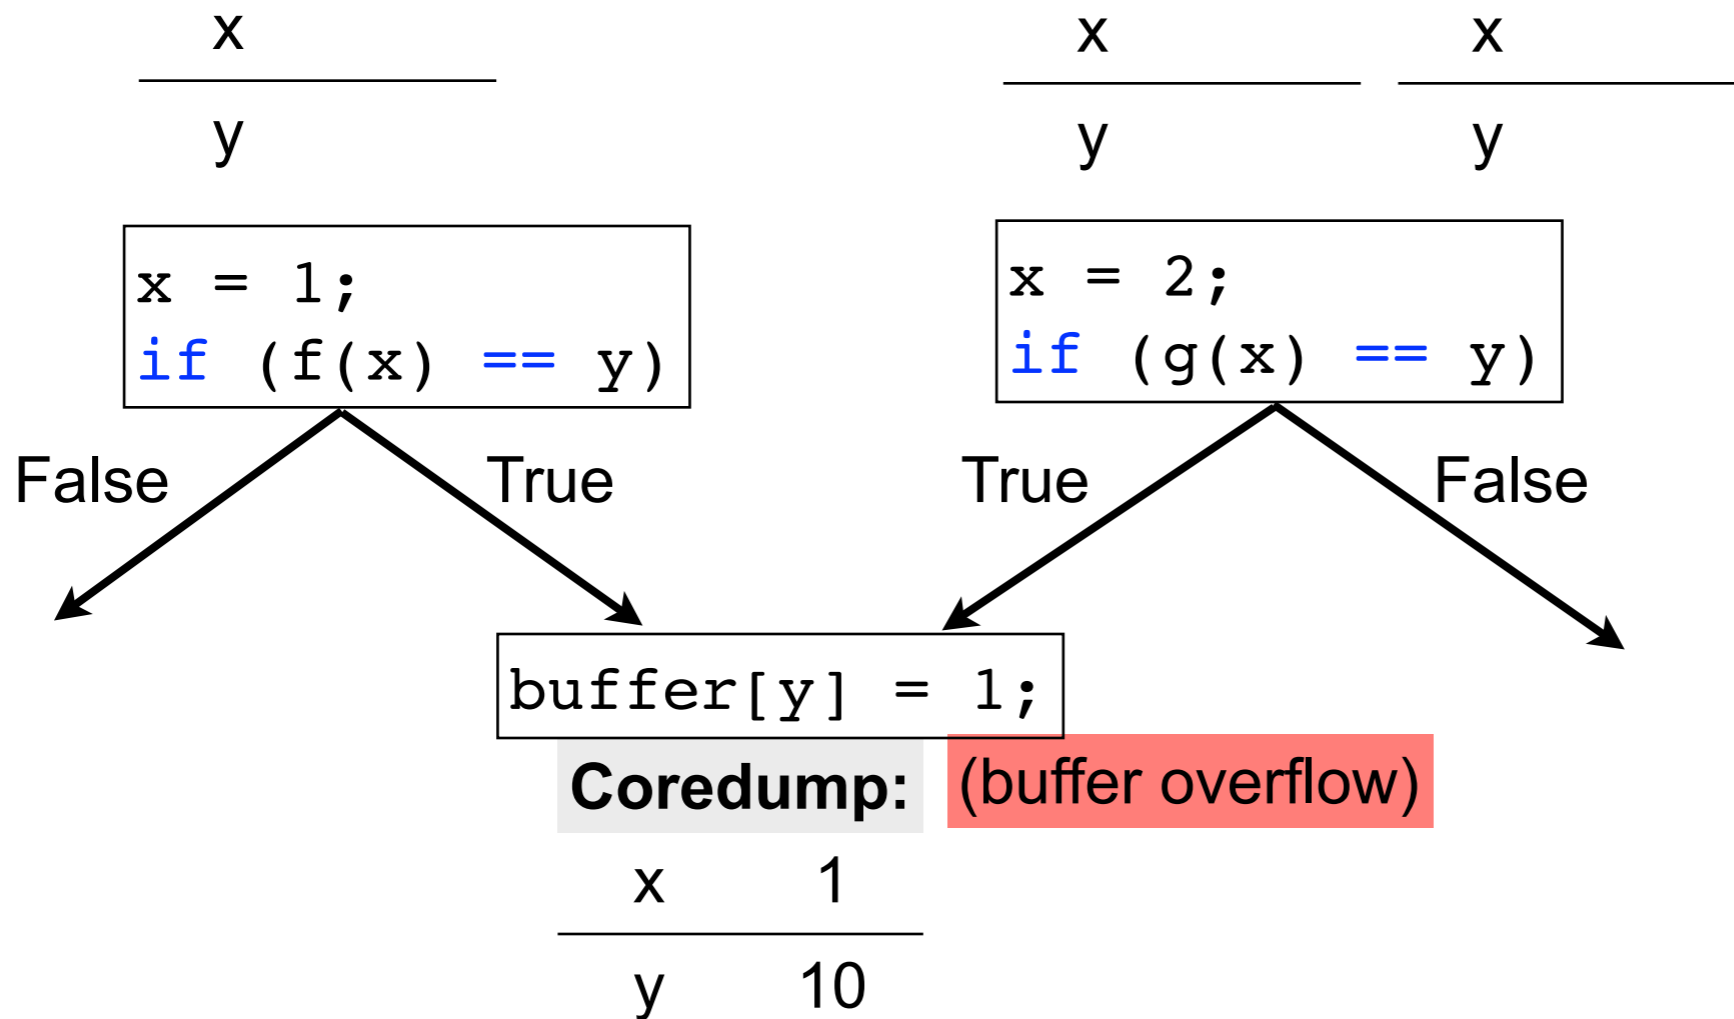 x
y
x
y
x
y
x = 1;
if (f(x) == y)
x = 2;
if (g(x) == y)
False
True
True
False
buffer[y] = 1;
Coredump: (buffer overflow)
x 1
y 10